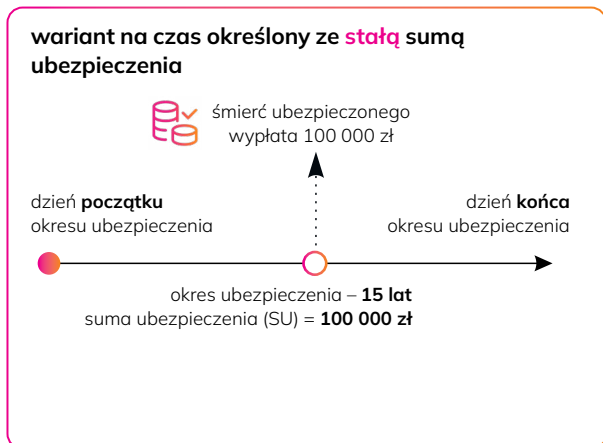 wariant na czas określony ze stałą sumą
ubezpieczenia
śmierć ubezpieczonego
wypłata 100 000 zł
dzień początku
okresu ubezpieczenia
dzień końca
okresu ubezpieczenia
okres ubezpieczenia – 15 lat
suma ubezpieczenia (SU) = 100 000 zł